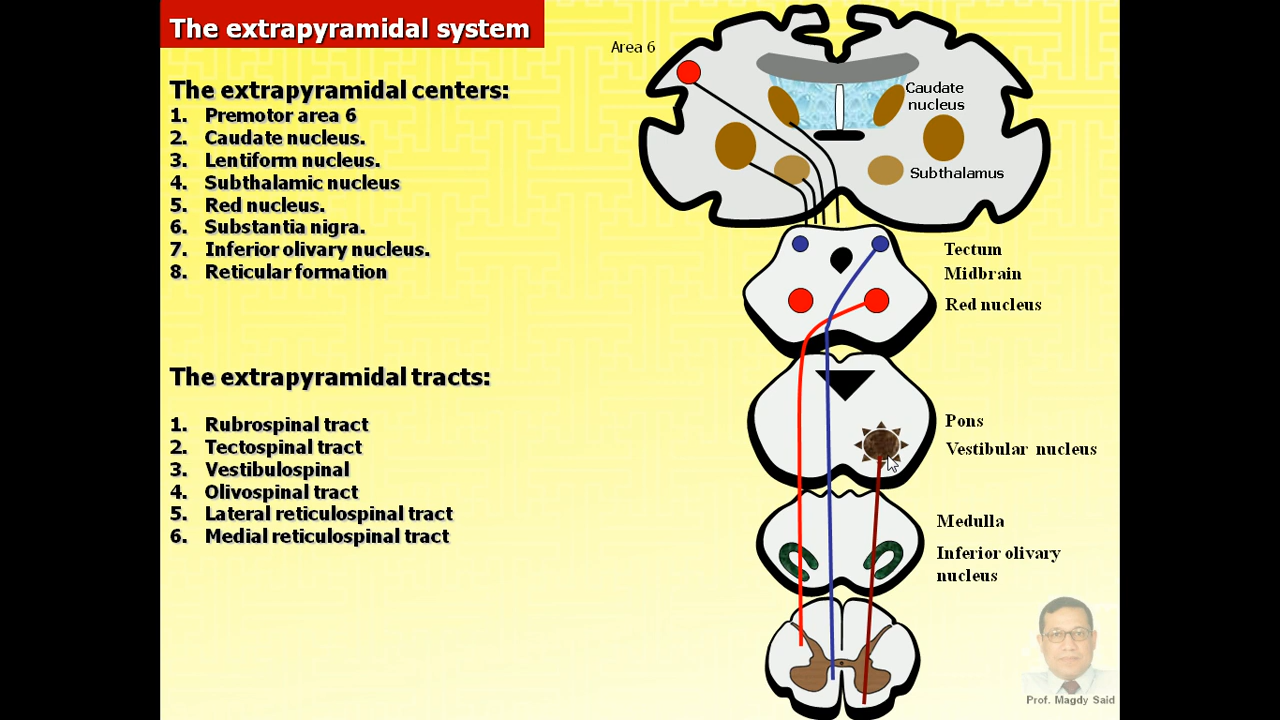 The extrapyramidal system
The extrapyramidal centers:
1. Premotor area 6
2. Caudate nucleus.
3. Lentiform nucleus.
4. Subthalamic nucleus
5. Red nucleus.
6. Substantia nigra.
7. Inferior olivary nucleus.
8. Reticular formation
The extrapyramidal tracts:
1. Rubrospinal tract
2. Tectospinal tract
3. Vestibulospinal
4. Olivospinal tract
5. Lateral reticulospinal tract
6. Medial reticulospinal tract
Area 6
Caudate
nucleus
Subthalamus
Tectum
Midbrain
Red nucleus
Pons
Vestibular nucleus
Medulla
Inferior olivary
nucleus
Prof. Magdy Said